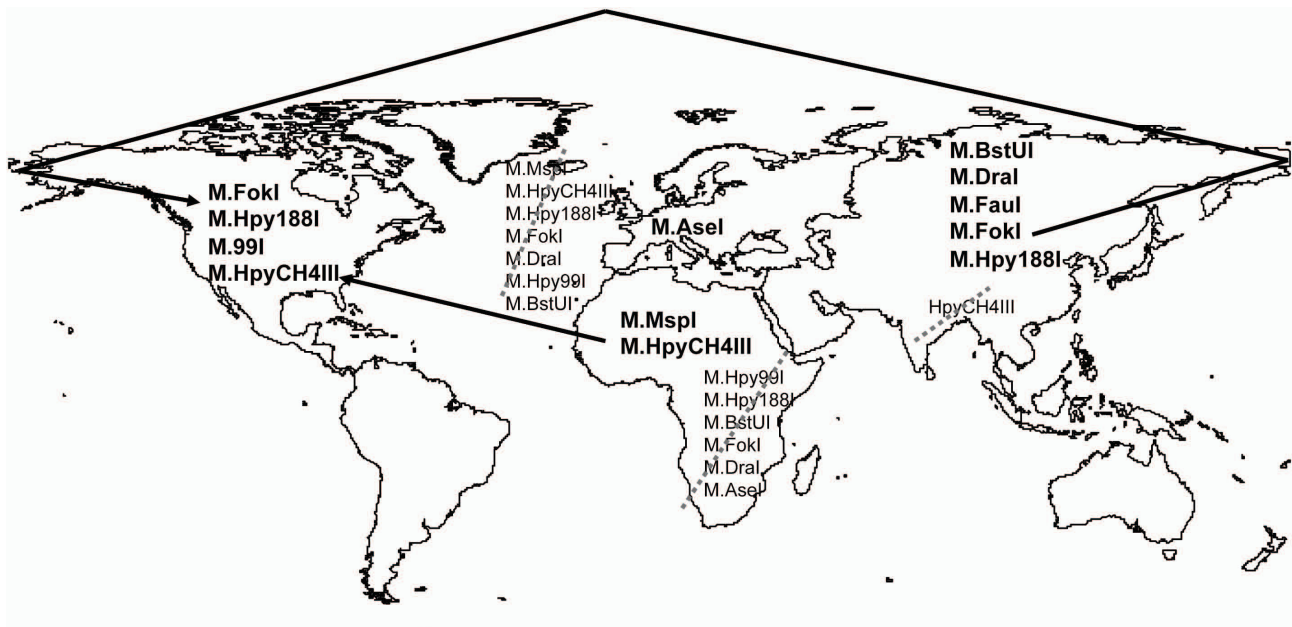 M.FokI
M.Hpy188I
M.99I
M.HpyCH4III
M.MspI
M.HpyCH4III
M.Hpy188I
M.FokI
M.DraI
M.Hpy99I
M.BstUI
M.AseI
M.MspI
M.HpyCH4III
M.Hpy99I
M.Hpy188I
M.BstUI
M.FokI
M.DraI
M.AseI
M.BstUI
M.DraI
M.FauI
M.FokI
M.Hpy188I
HpyCH4III